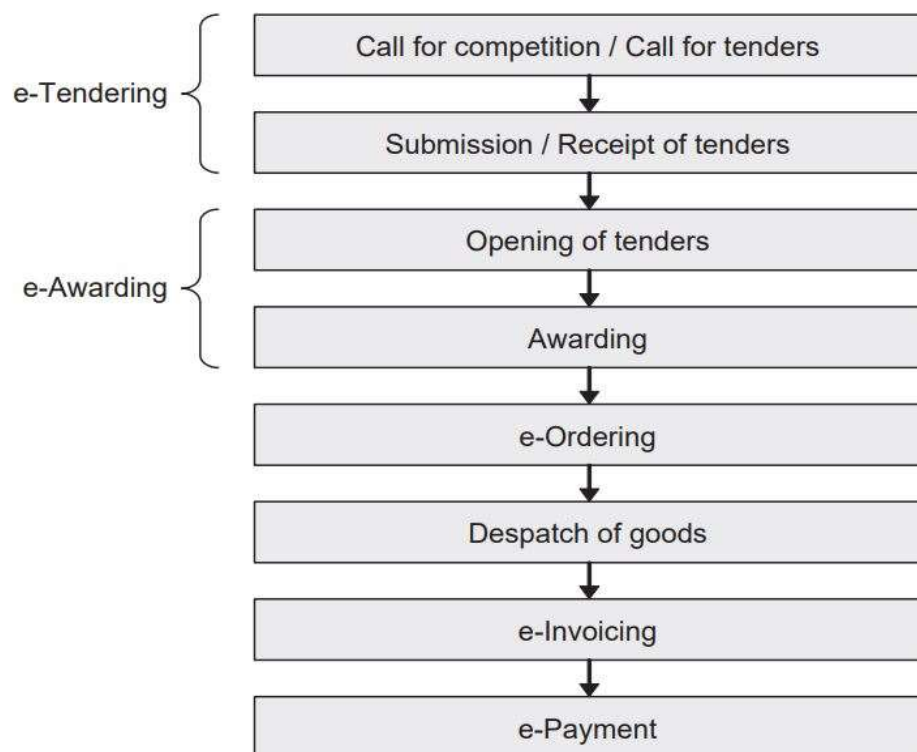 Call for competition / Call for tenders
e-Tendering
Submission / Receipt of tenders
Opening of tenders
e-Awarding
Awarding
e-Ordering
Despatch of goods
e-Invoicing
e-Payment